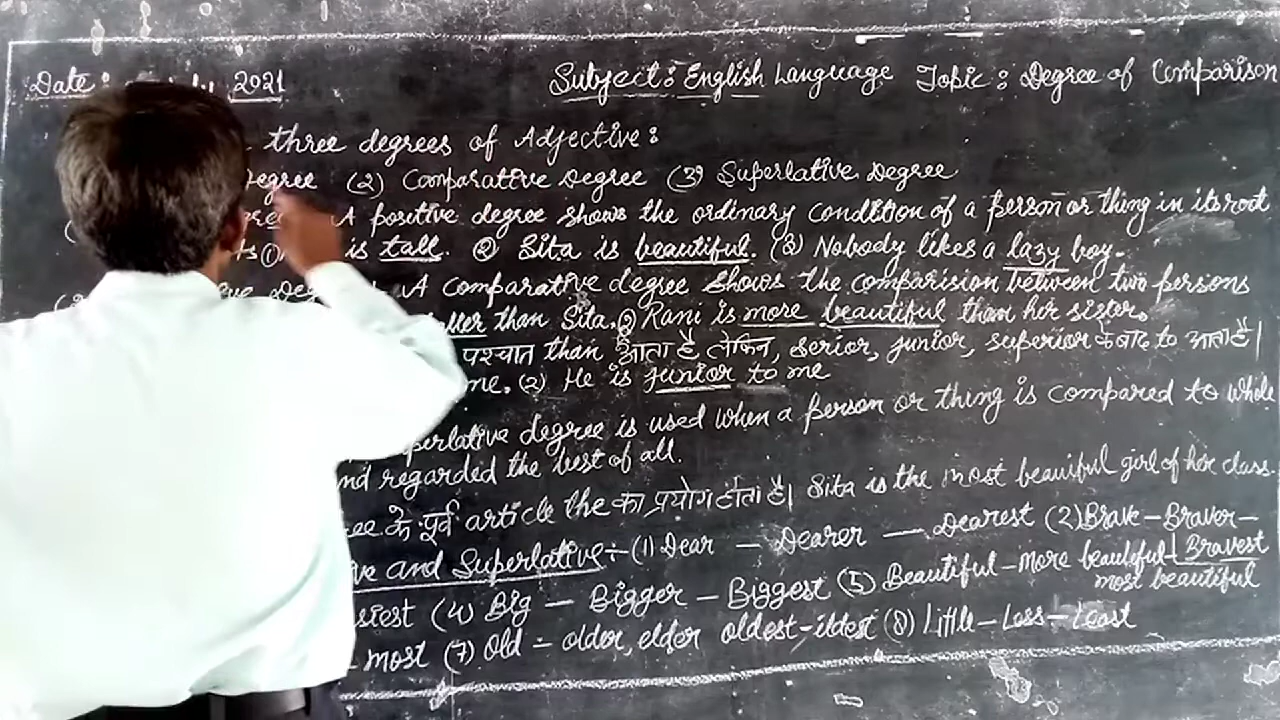 Date: 2021 Subject: English Language Topic: Degree of Comparison
three degrees of Adjective:
Degree (2) Comparative Degree (3) Superlative Degree
A positive degree shows the ordinary condition of a person or thing in its root
is tall. (2) Sita is beautiful. (3) Nobody likes a lazy boy.
A comparative degree shows the comparision between two persons
than Sita. (2) Rani is more beautiful than her sister.
पश्चात than आता है लेकिन, serior, junior, superior के बाद to आता है|
me. (2) He is junior to me
degree is used when a person or thing is compared to whole
nd regarded the best of all.
के पूर्व article the का प्रयोग होता है| Sita is the most beauiful girl of her class.
ve and Superlative:- (1) Dear — Dearer — Dearest (2) Brave — Braver — Bravest
siest (4) Big — Bigger — Biggest (5) Beautiful — more beautiful — most beautiful
- most (7) Old - older, elder oldest - (8) Little — Less — Least